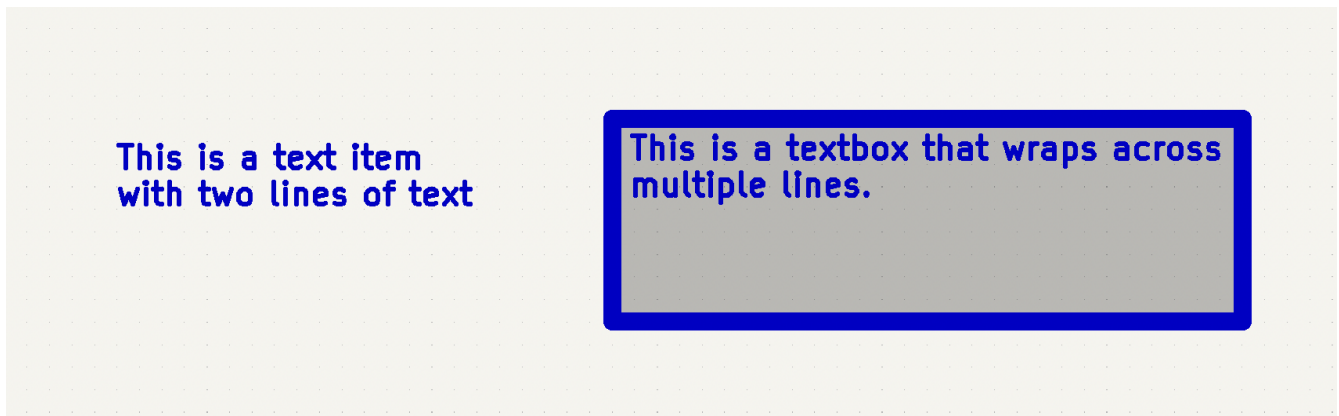 This is a text item
with two lines of text
This is a textbox that wraps across
multiple lines.